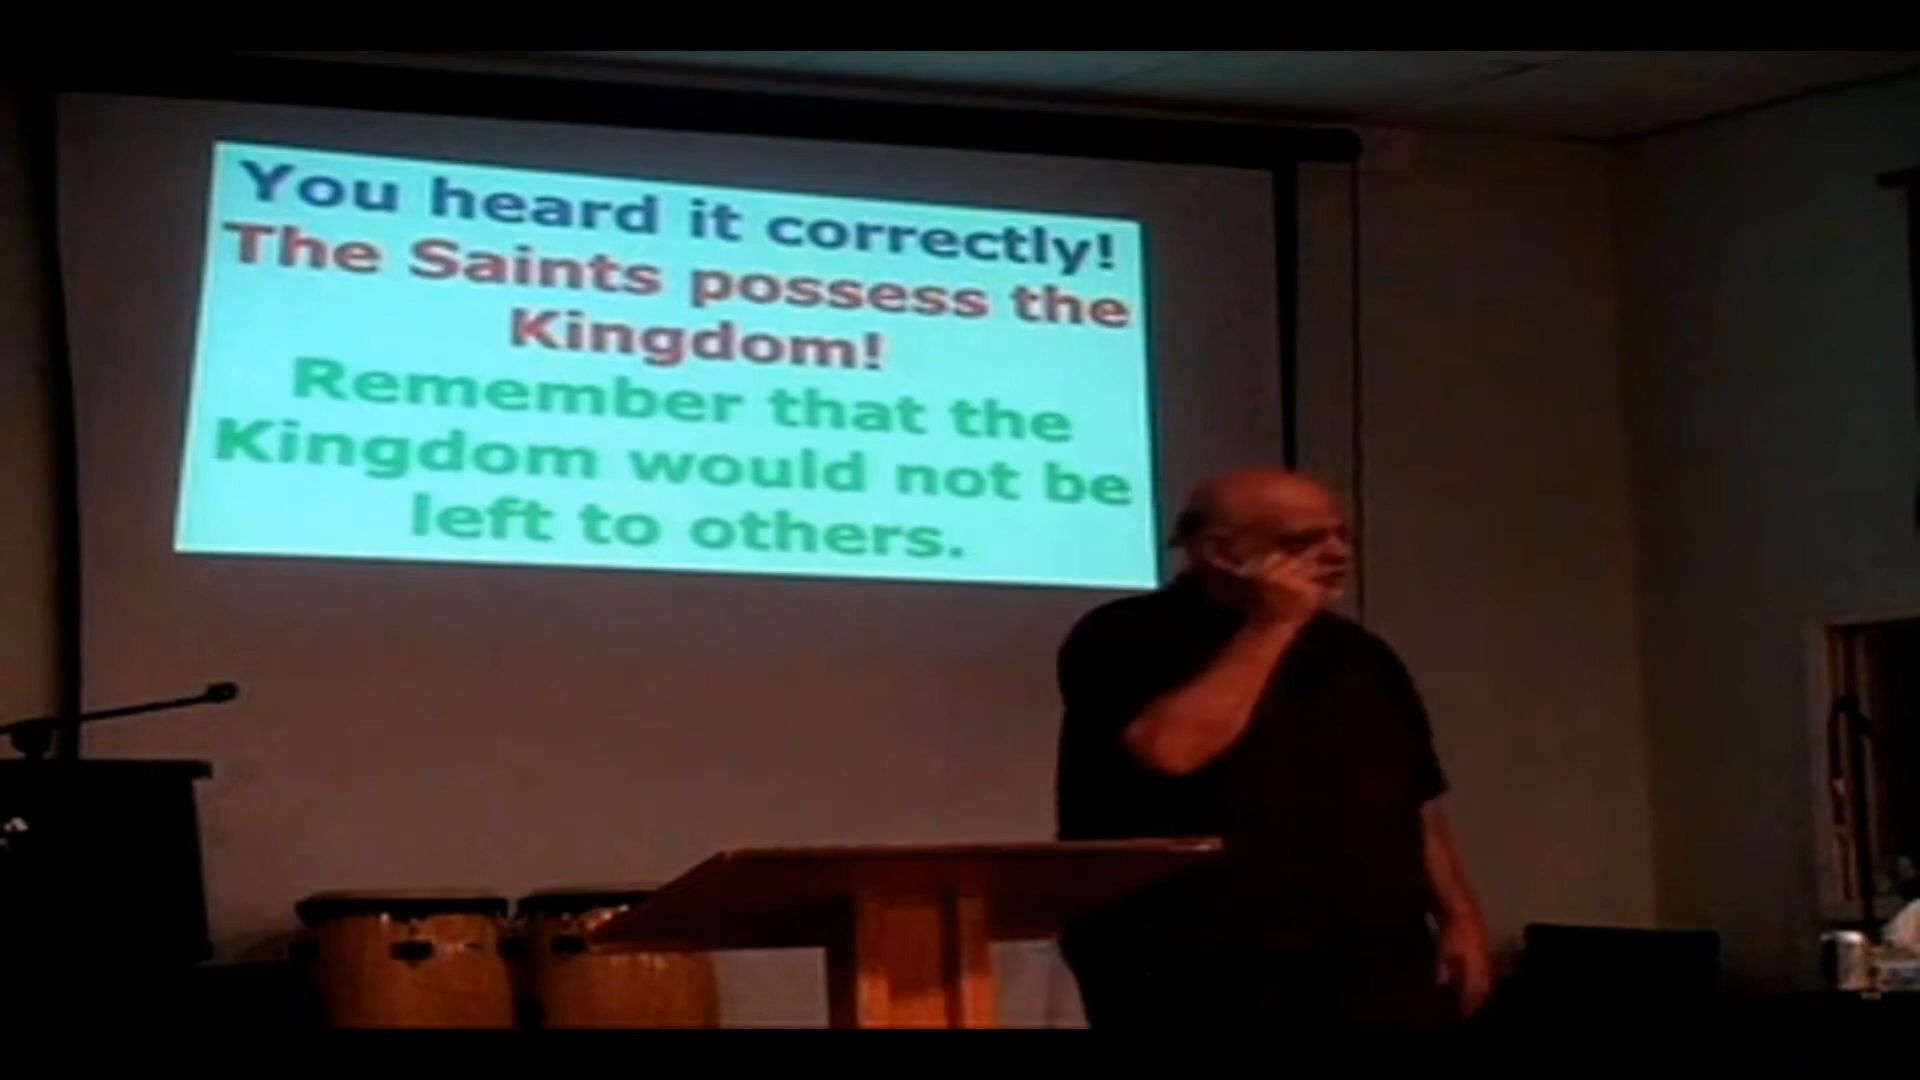 You heard it correctly!
The Saints possess the
Kingdom!
Remember that the
Kingdom would not be
left to others.